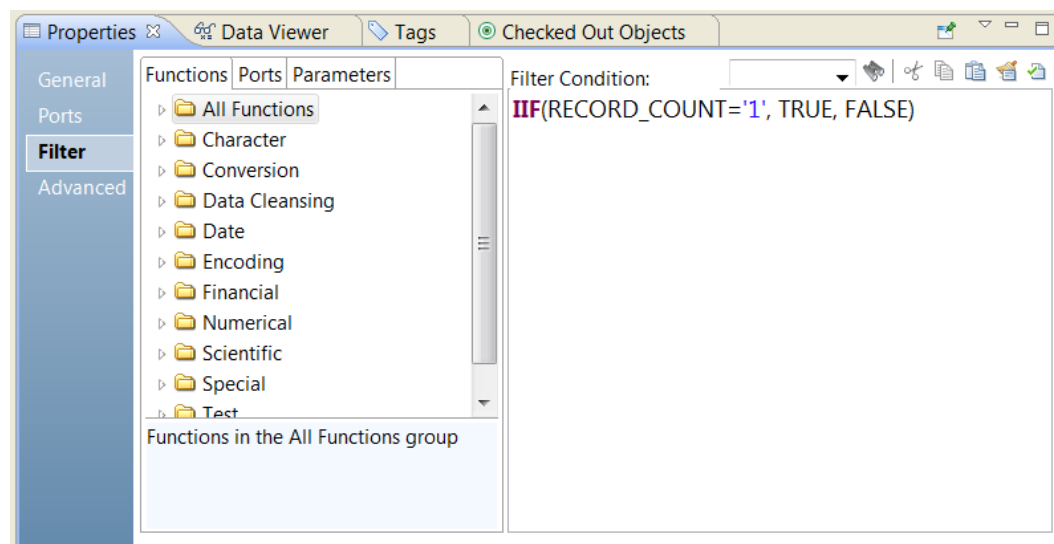 Properties Data Viewer Tags Checked Out Objects
General
Ports
Filter
Advanced
Functions Ports Parameters
All Functions
Character
Conversion
Data Cleansing
Date
Encoding
Financial
Numerical
Scientific
Special
Test
Functions in the All Functions group
Filter Condition:
IIF(RECORD_COUNT='1', TRUE, FALSE)